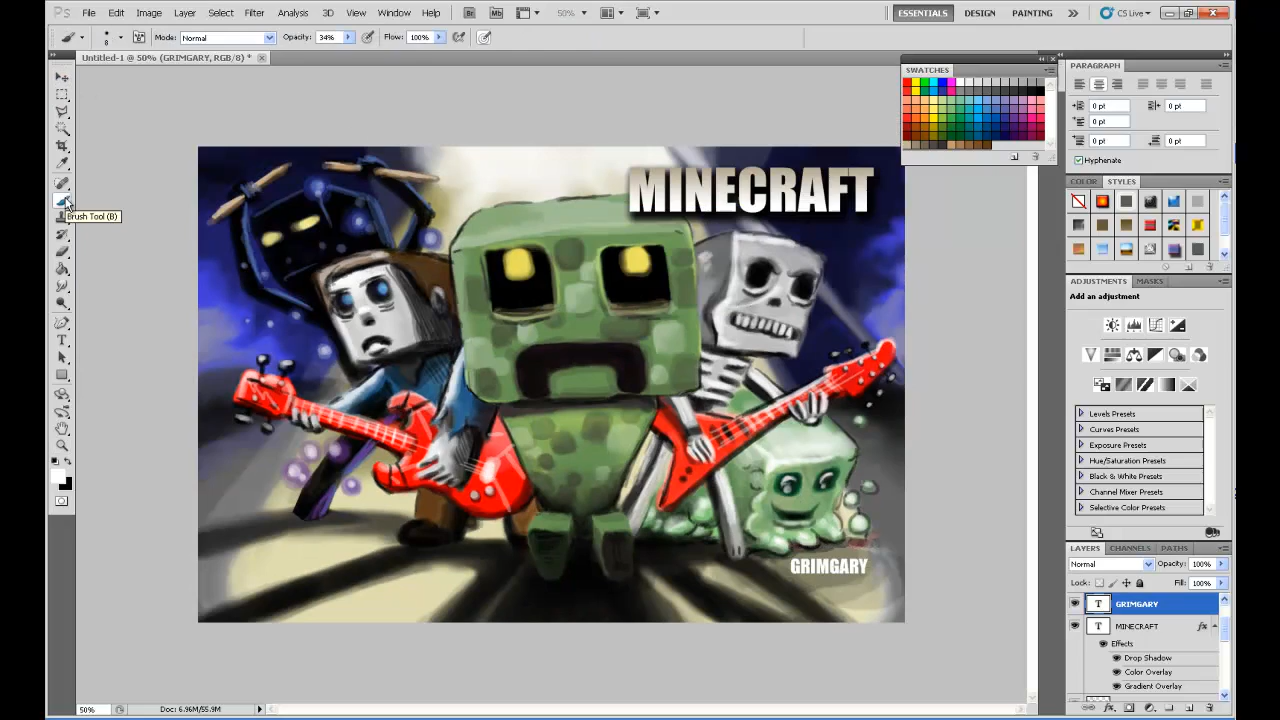 Ps File Edit Image Layer Select Filter Analysis 3D View Window Help Br Mb 50% ESSENTIALS DESIGN PAINTING CS Live
8 Mode: Normal Opacity: 34% Flow: 100%
Untitled-1 @ 50% (GRIMGARY, RGB/8) *
SWATCHES
PARAGRAPH
0 pt 0 pt
0 pt
0 pt 0 pt
Hyphenate
COLOR STYLES
Brush Tool (B)
MINECRAFT
GRIMGARY
ADJUSTMENTS MASKS
Add an adjustment
Levels Presets
Curves Presets
Exposure Presets
Hue/Saturation Presets
Black & White Presets
Channel Mixer Presets
Selective Color Presets
LAYERS CHANNELS PATHS
Normal Opacity: 100%
Lock: Fill: 100%
T GRIMGARY
T MINECRAFT fx
Effects
Drop Shadow
Color Overlay
Gradient Overlay
50% Doc: 6.96M/55.9M